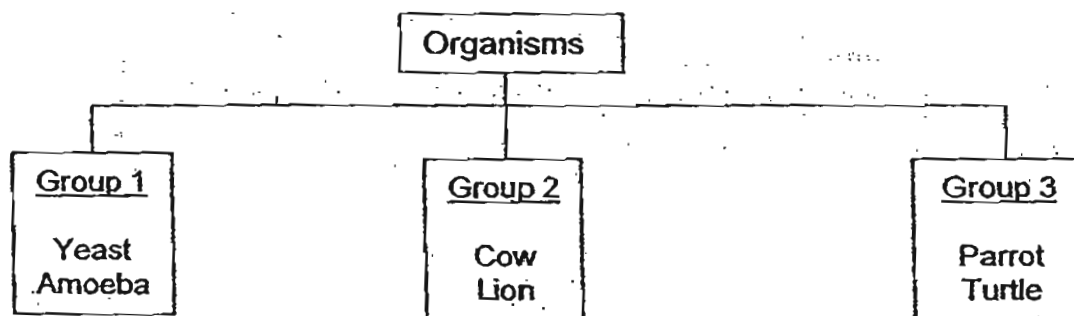 Organisms
Group 1
Yeast
Amoeba
Group 2
Cow
Lion
Group 3
Parrot
Turtle